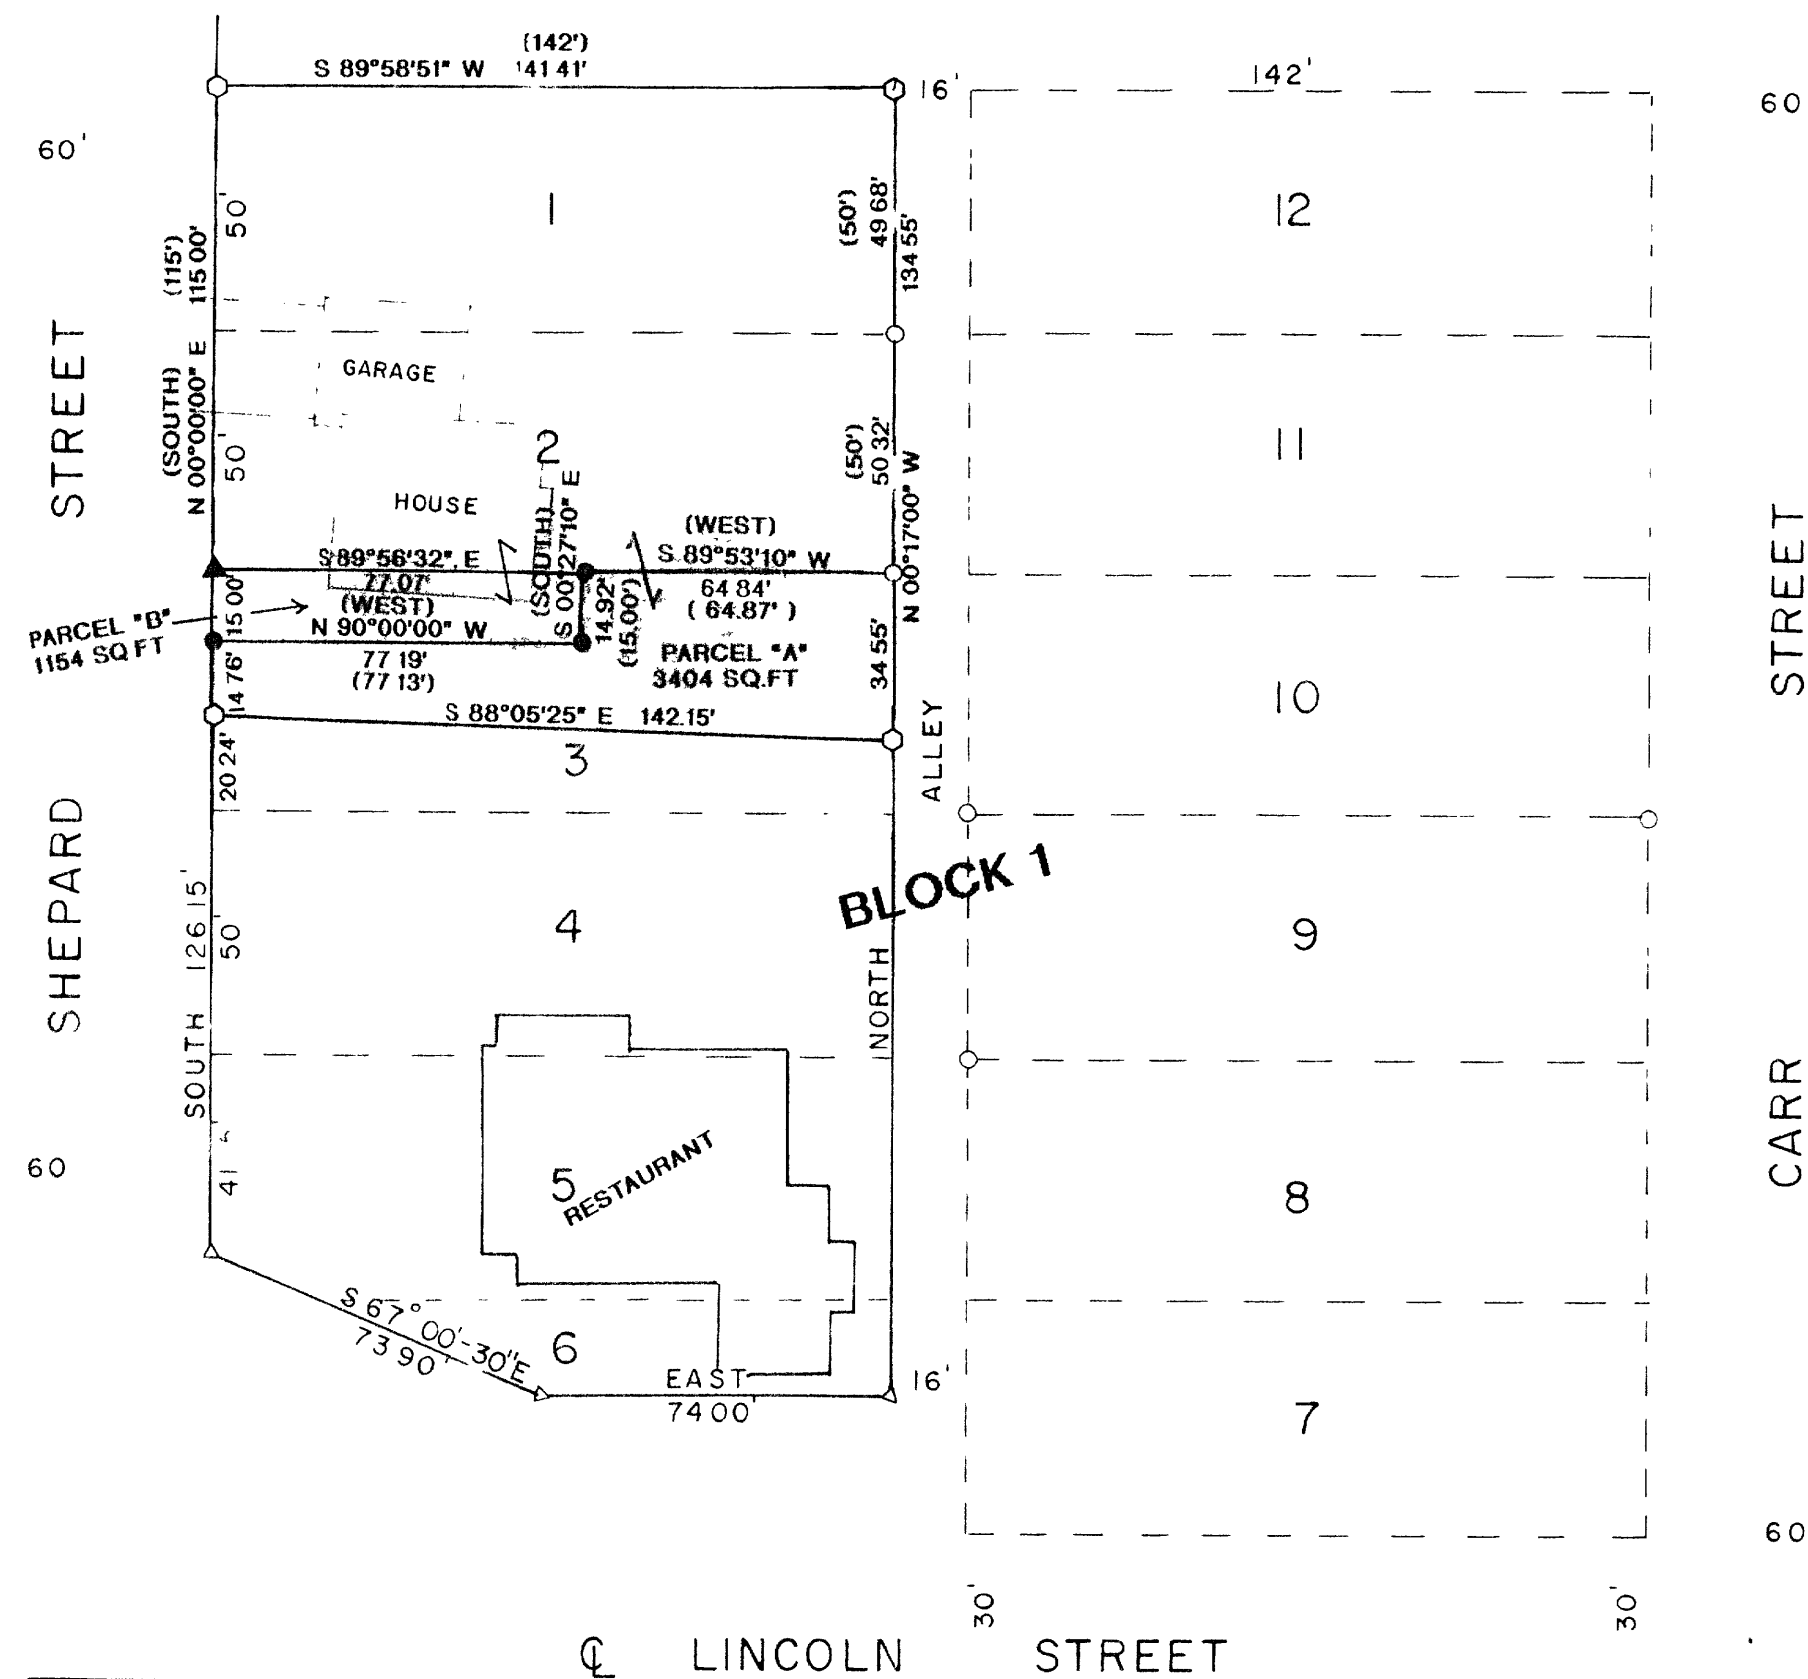 (142')
S 89°58'51" W 141 41'
16'
142'
60
60'
1
12
50'
(50')
49 68'
134 55'
(115')
115 00'
(SOUTH)
N 00°00'00" E
50'
GARAGE
2
11
(50')
50 32'
N 00°17'00" W
HOUSE
(SOUTH)
S 00°27'10" E
(WEST)
S 89°53'10" W
64 84'
( 64.87' )
S 89°56'32". E
77.07'
(WEST)
N 90°00'00" W
77 19'
(77 13')
14.92'
(15.00')
15 00'
PARCEL "B"
1154 SQ FT
PARCEL "A"
3404 SQ.FT
34 55'
10
14 76'
S 88°05'25" E 142.15'
3
20 24'
ALLEY
STREET
SHEPARD
STREET
CARR
BLOCK 1
SOUTH 126 15'
50'
4
9
NORTH
60
41
5
RESTAURANT
8
S 67° 00'-30"E
73 90'
6
EAST
74 00'
16'
7
60
30'
30'
℄ LINCOLN STREET